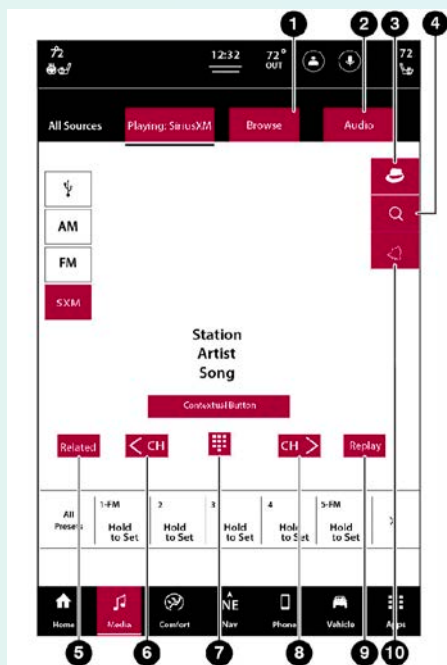 1
2
3
4
72
12:32
72°
OUT
72
All Sources
Playing: SiriusXM
Browse
Audio
AM
FM
SXM
Station
Artist
Song
Contextual Button
Related
< CH
CH >
Replay
All
Presets
1-FM
Hold
to Set
2
Hold
to Set
3
Hold
to Set
4
Hold
to Set
5-FM
Hold
to Set
>
Home
Media
Comfort
NE
Nav
Phone
Vehicle
Apps
5
6
7
8
9
10